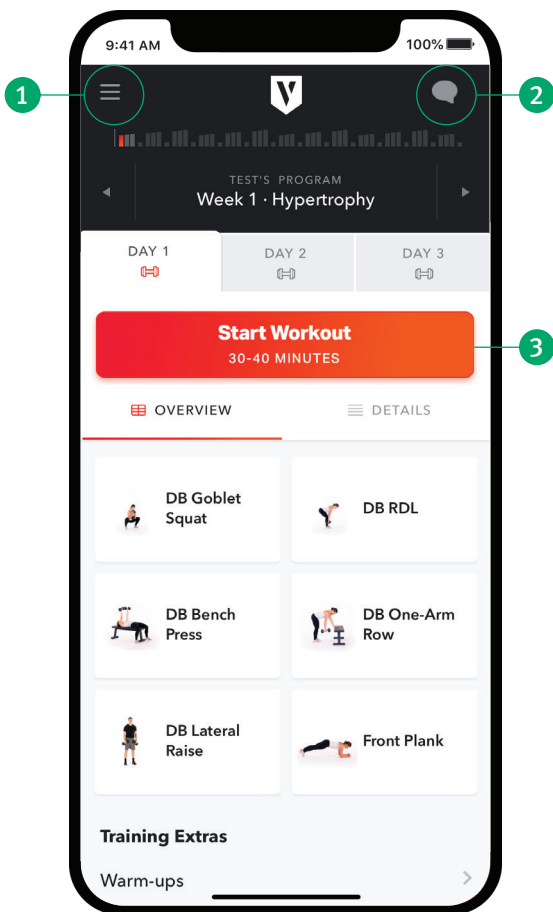 9:41 AM 100%
1
2
V
TEST'S PROGRAM
Week 1 · Hypertrophy
DAY 1 DAY 2 DAY 3
Start Workout
30-40 MINUTES
3
OVERVIEW DETAILS
DB Goblet
Squat
DB RDL
DB Bench
Press
DB One-Arm
Row
DB Lateral
Raise
Front Plank
Training Extras
Warm-ups